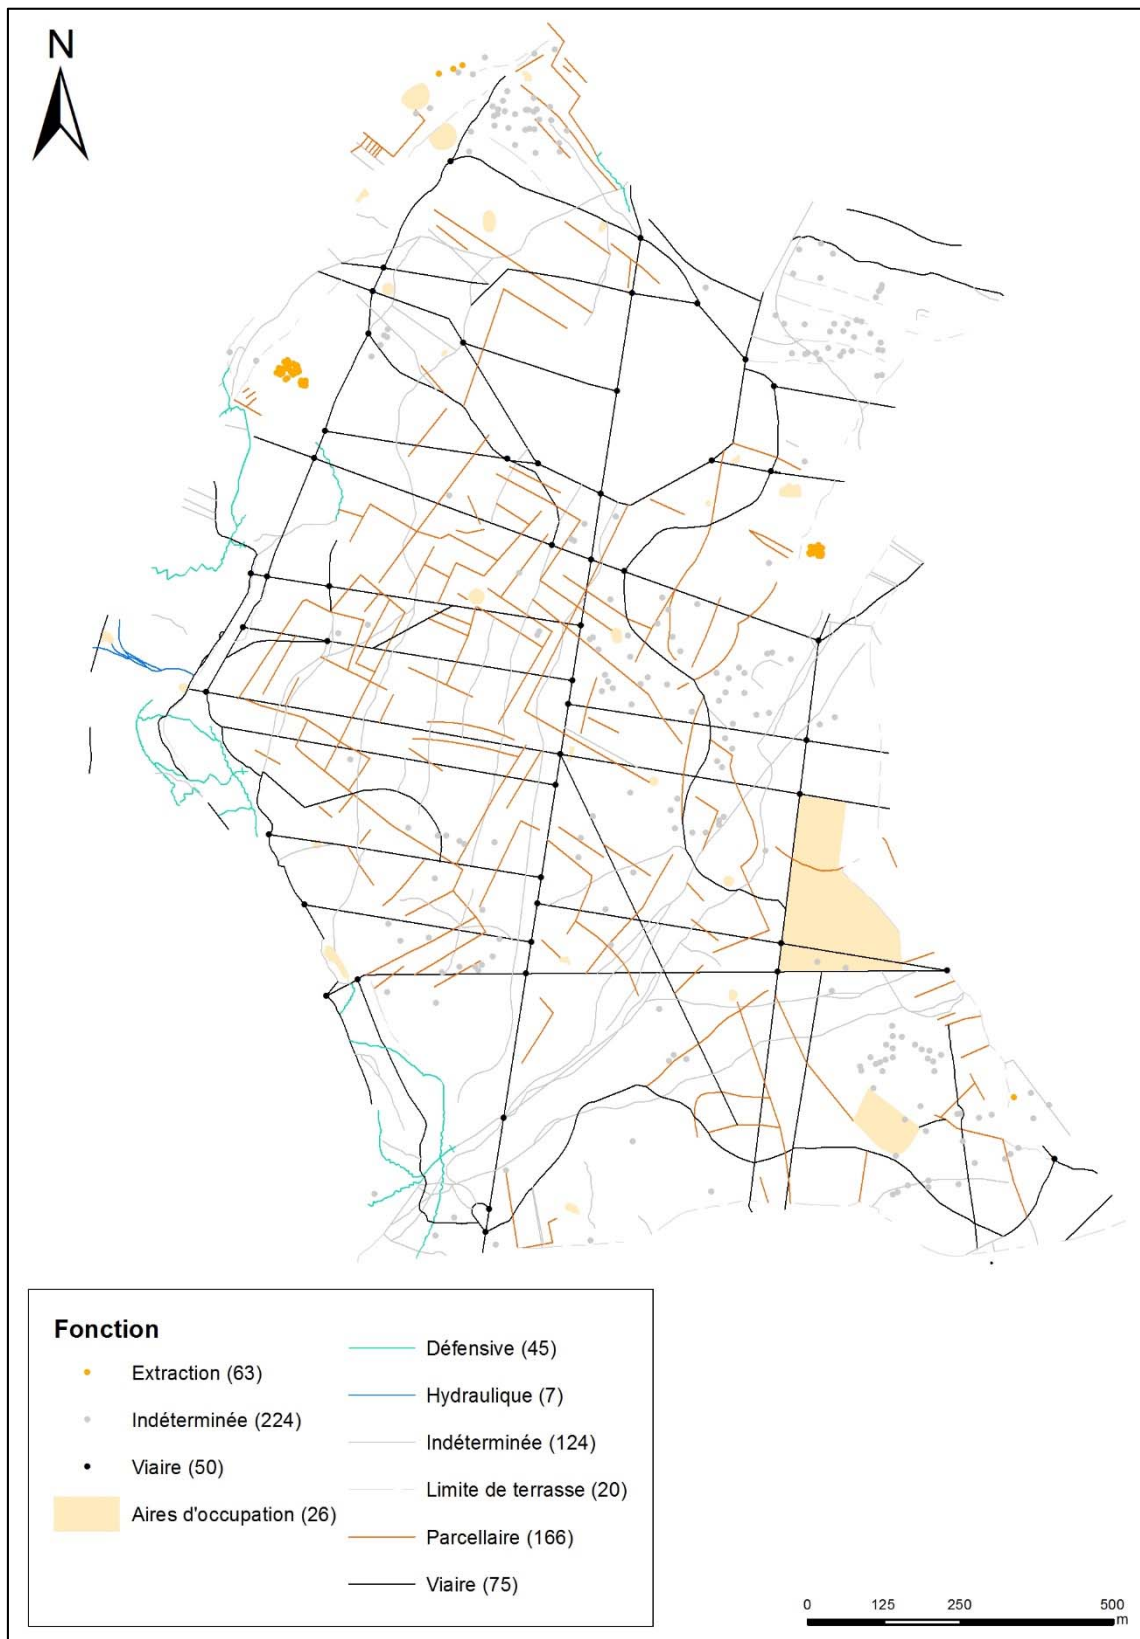 N
Fonction
Extraction (63)
Indéterminée (224)
Viaire (50)
Aires d'occupation (26)
Défensive (45)
Hydraulique (7)
Indéterminée (124)
Limite de terrasse (20)
Parcellaire (166)
Viaire (75)
0 125 250 500
m